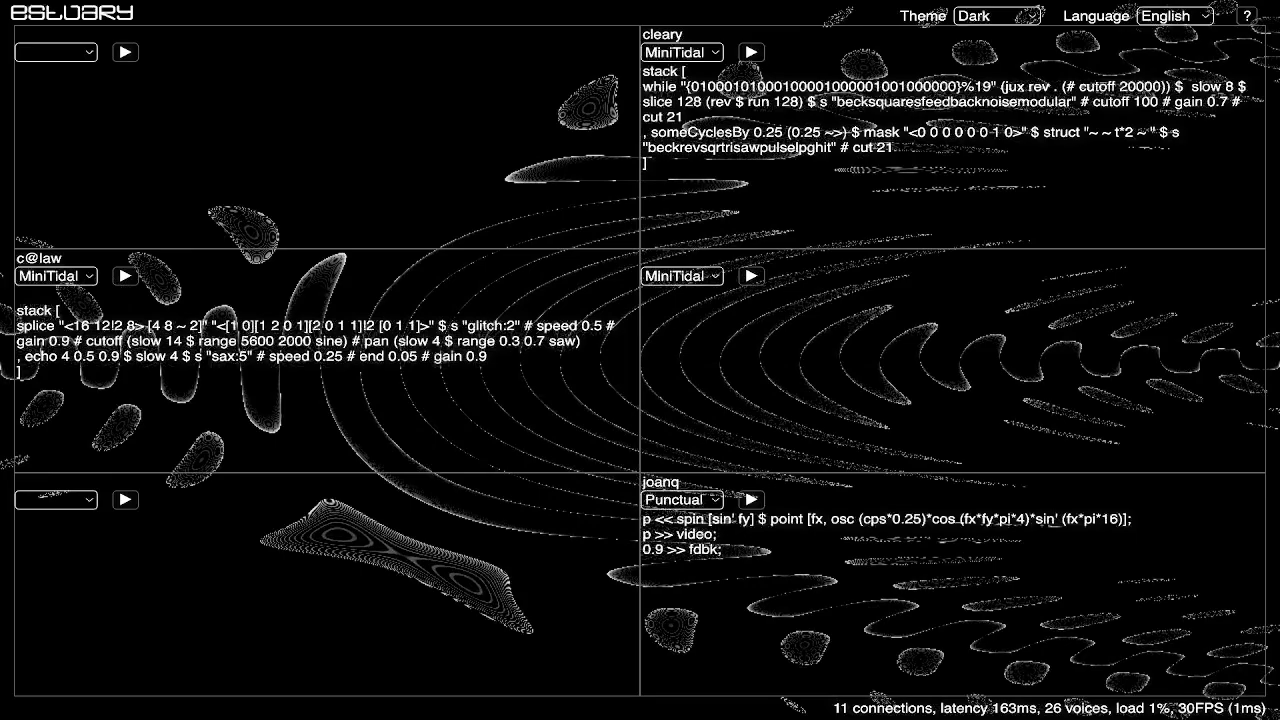 estuary
Theme Dark Language English ?
cleary
MiniTidal
stack [
while "{0100010100010000100000100100000}%19" (jux rev . (# cutoff 20000)) $ slow 8 $
slice 128 (rev $ run 128) $ s "becksquaresfeedbacknoisemodular" # cutoff 100 # gain 0.7 #
cut 21
, someCyclesBy 0.25 (0.25 ~>) $ mask "<0 0 0 0 0 0 1 0>" $ struct "~ ~ t*2 ~ " $ s
"beckrevsqrtrisawpulselpghit" # cut 21
]
c@law
MiniTidal
stack [
splice "<16 12!2 8> [4 8 ~ 2]" "<[1 0][1 2 0 1][2 0 1 1]!2 [0 1 1]>" $ s "glitch:2" # speed 0.5 #
gain 0.9 # cutoff (slow 14 $ range 5600 2000 sine) # pan (slow 4 $ range 0.3 0.7 saw)
, echo 4 0.5 0.9 $ slow 4 $ s "sax:5" # speed 0.25 # end 0.05 # gain 0.9
]
MiniTidal
joanq
Punctual
p << spin [sin' fy] $ point [fx, osc (cps*0.25)*cos (fx*fy*pi*4)*sin' (fx*pi*16)];
p >> video;
0.9 >> fdbk;
11 connections, latency 163ms, 26 voices, load 1%, 30FPS (1ms)